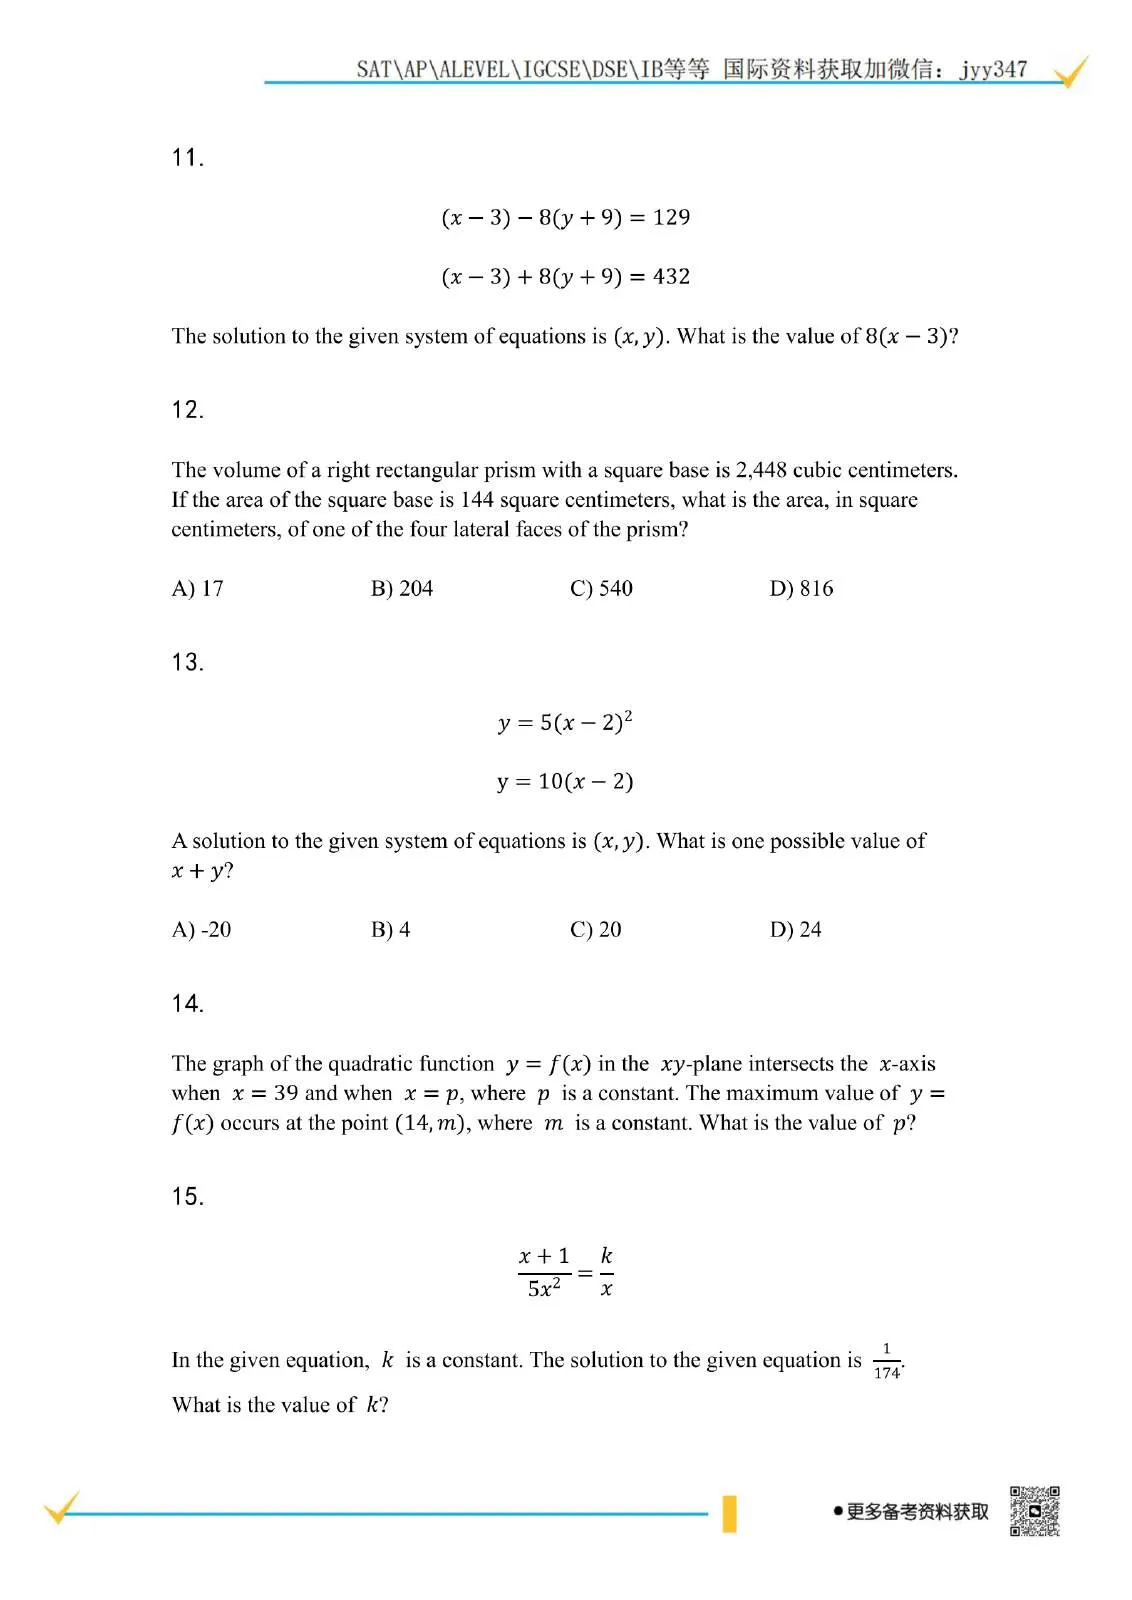 SAT\AP\ALEVEL\IGCSE\DSE\IB等等 国际资料获取加微信：jyy347
11.
(x − 3) − 8(y + 9) = 129
(x − 3) + 8(y + 9) = 432
The solution to the given system of equations is (x, y). What is the value of 8(x − 3)?
12.
The volume of a right rectangular prism with a square base is 2,448 cubic centimeters.
If the area of the square base is 144 square centimeters, what is the area, in square
centimeters, of one of the four lateral faces of the prism?
A) 17 B) 204 C) 540 D) 816
13.
y = 5(x − 2)²
y = 10(x − 2)
A solution to the given system of equations is (x, y). What is one possible value of
x + y?
A) -20 B) 4 C) 20 D) 24
14.
The graph of the quadratic function y = f(x) in the xy-plane intersects the x-axis
when x = 39 and when x = p, where p is a constant. The maximum value of y =
f(x) occurs at the point (14, m), where m is a constant. What is the value of p?
15.
(x + 1)/(5x²) = k/x
In the given equation, k is a constant. The solution to the given equation is 1/174.
What is the value of k?
●更多备考资料获取